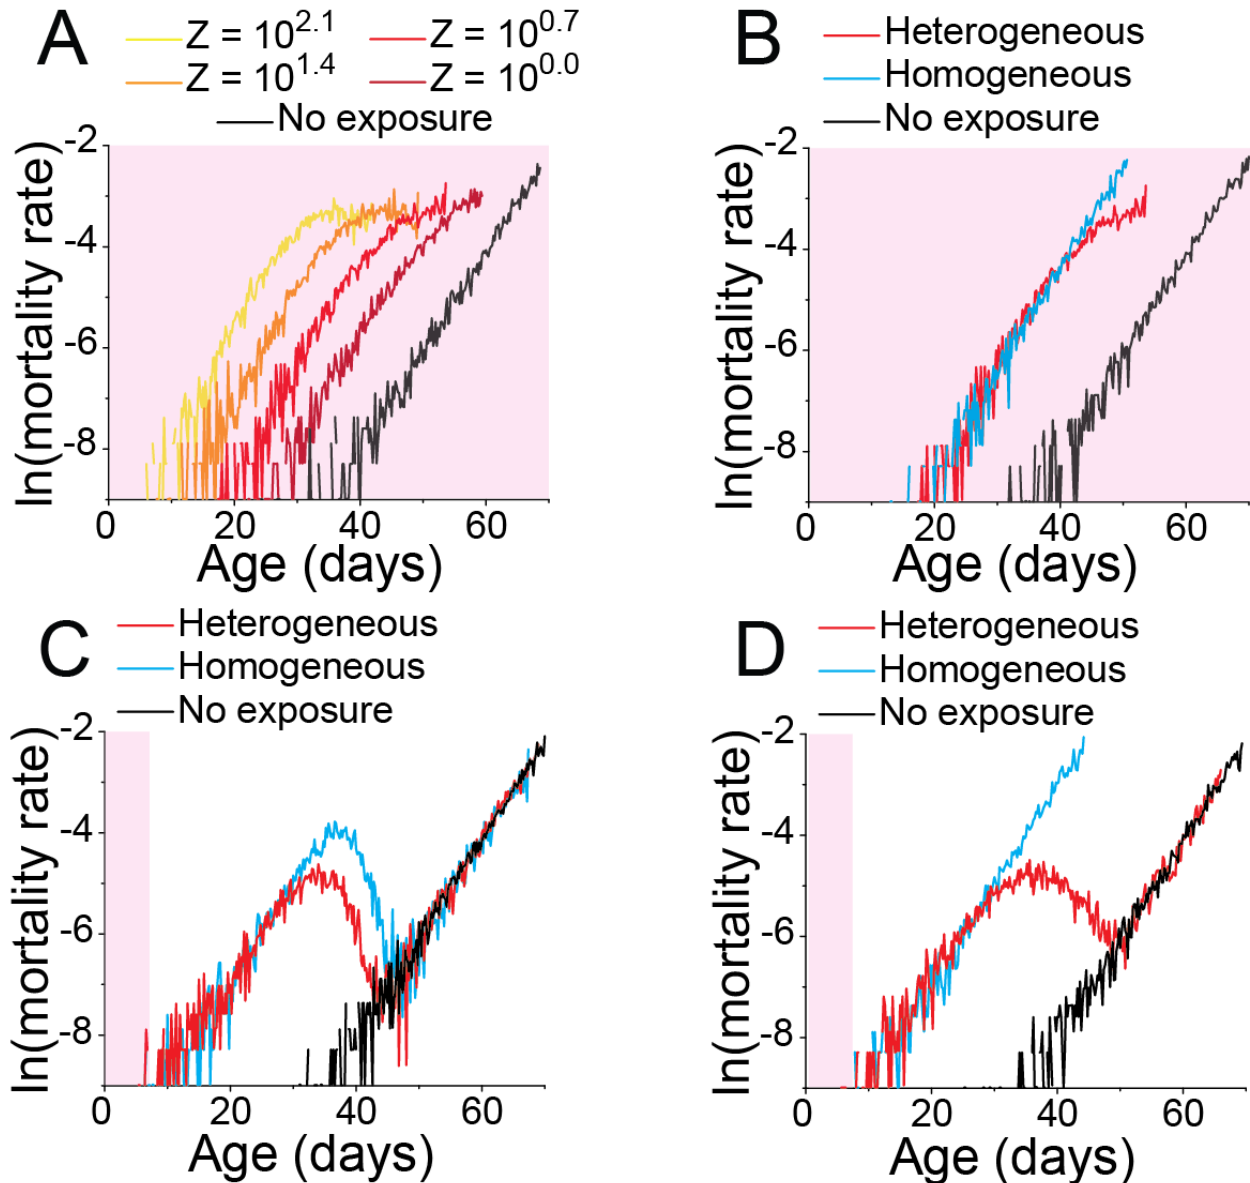 A
Z = 10^2.1
Z = 10^0.7
Z = 10^1.4
Z = 10^0.0
No exposure
ln(mortality rate)
-2
-4
-6
-8
0 20 40 60
Age (days)
B
Heterogeneous
Homogeneous
No exposure
ln(mortality rate)
-2
-4
-6
-8
0 20 40 60
Age (days)
C
Heterogeneous
Homogeneous
No exposure
ln(mortality rate)
-2
-4
-6
-8
0 20 40 60
Age (days)
D
Heterogeneous
Homogeneous
No exposure
ln(mortality rate)
-2
-4
-6
-8
0 20 40 60
Age (days)